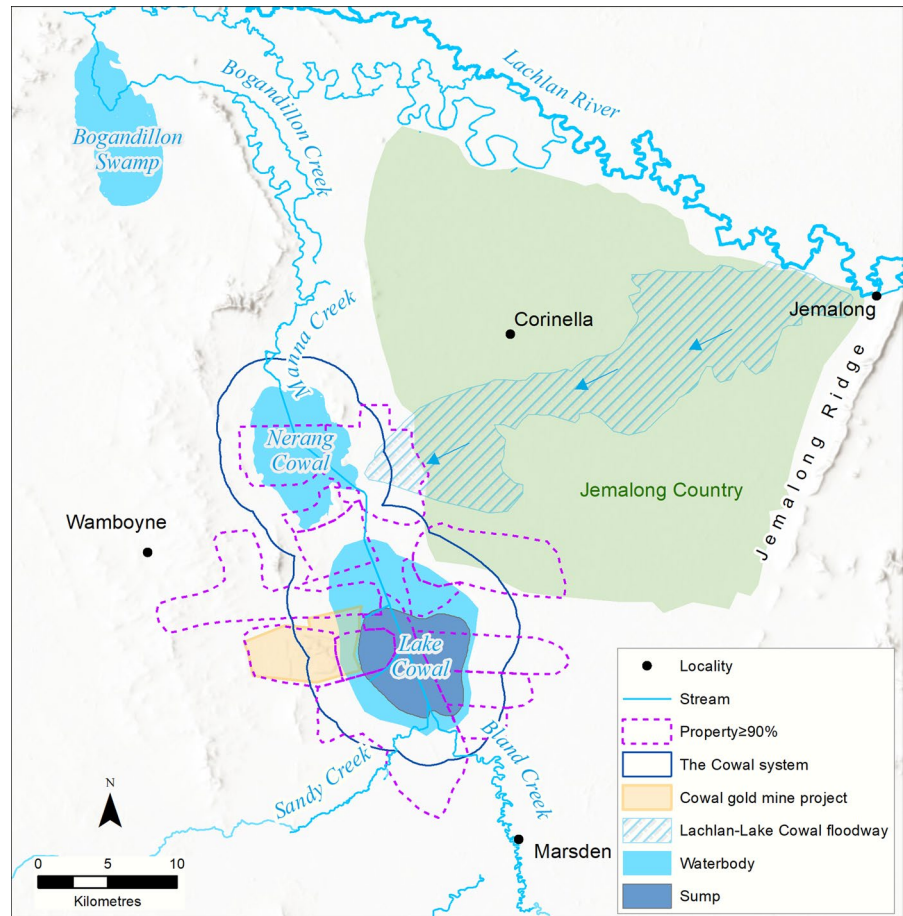 Lachlan River
Bogandillon Creek
Bogandillon
Swamp
Jemalong
Corinella
Manna Creek
Jemalong Ridge
Nerang
Cowal
Jemalong Country
Wamboyne
Lake
Cowal
Bland Creek
Sandy Creek
Marsden
N
0 5 10
Kilometres
Locality
Stream
Property≥90%
The Cowal system
Cowal gold mine project
Lachlan-Lake Cowal floodway
Waterbody
Sump